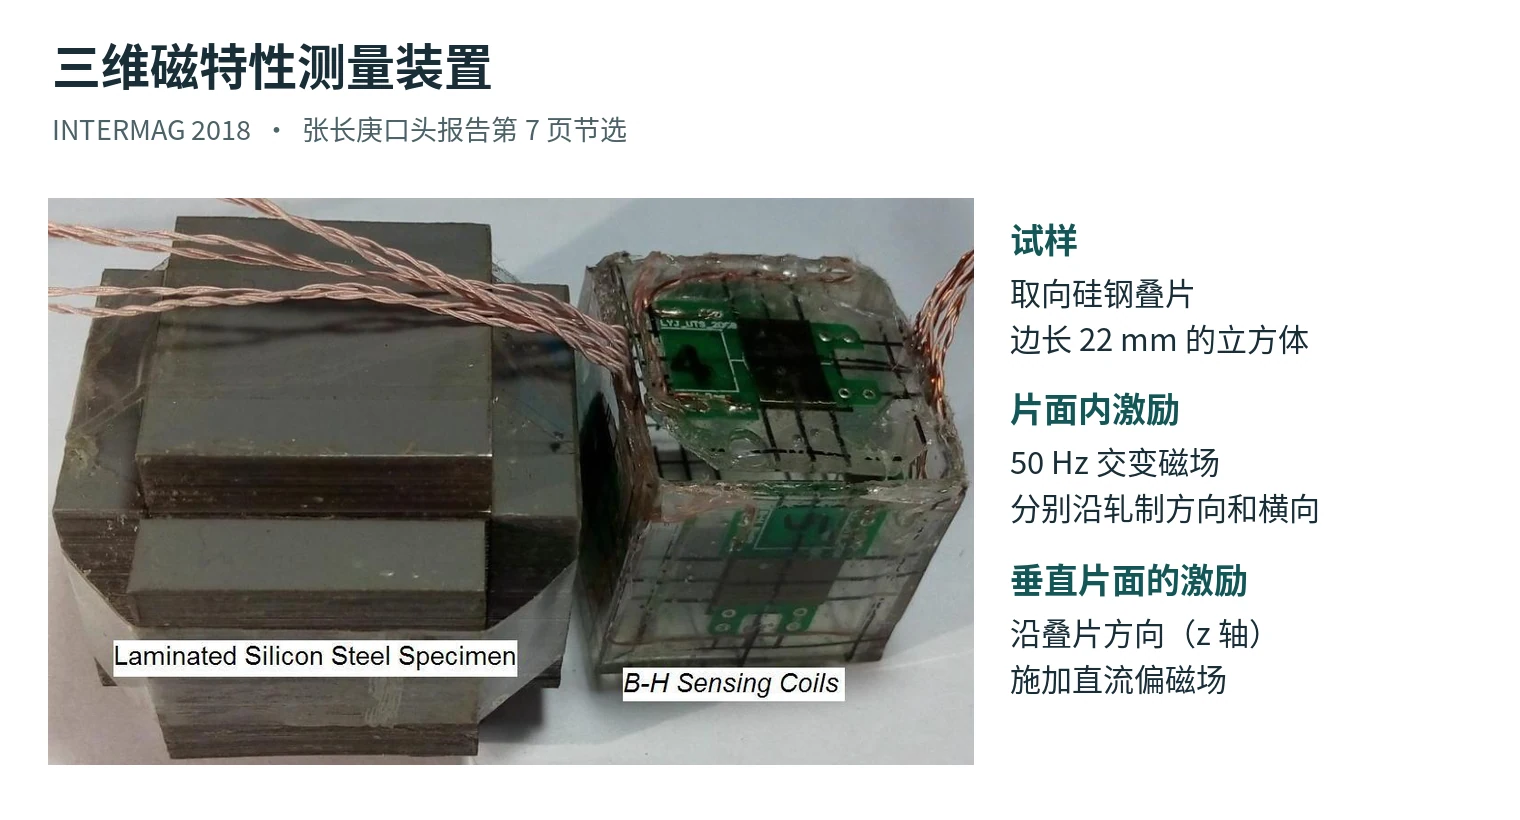 三维磁特性测量装置
INTERMAG 2018 · 张长庚口头报告第 7 页节选
试样
取向硅钢叠片
边长 22 mm 的立方体
片面内激励
50 Hz 交变磁场
分别沿轧制方向和横向
垂直片面的激励
沿叠片方向（z 轴）
施加直流偏磁场
4
Laminated Silicon Steel Specimen
B-H Sensing Coils